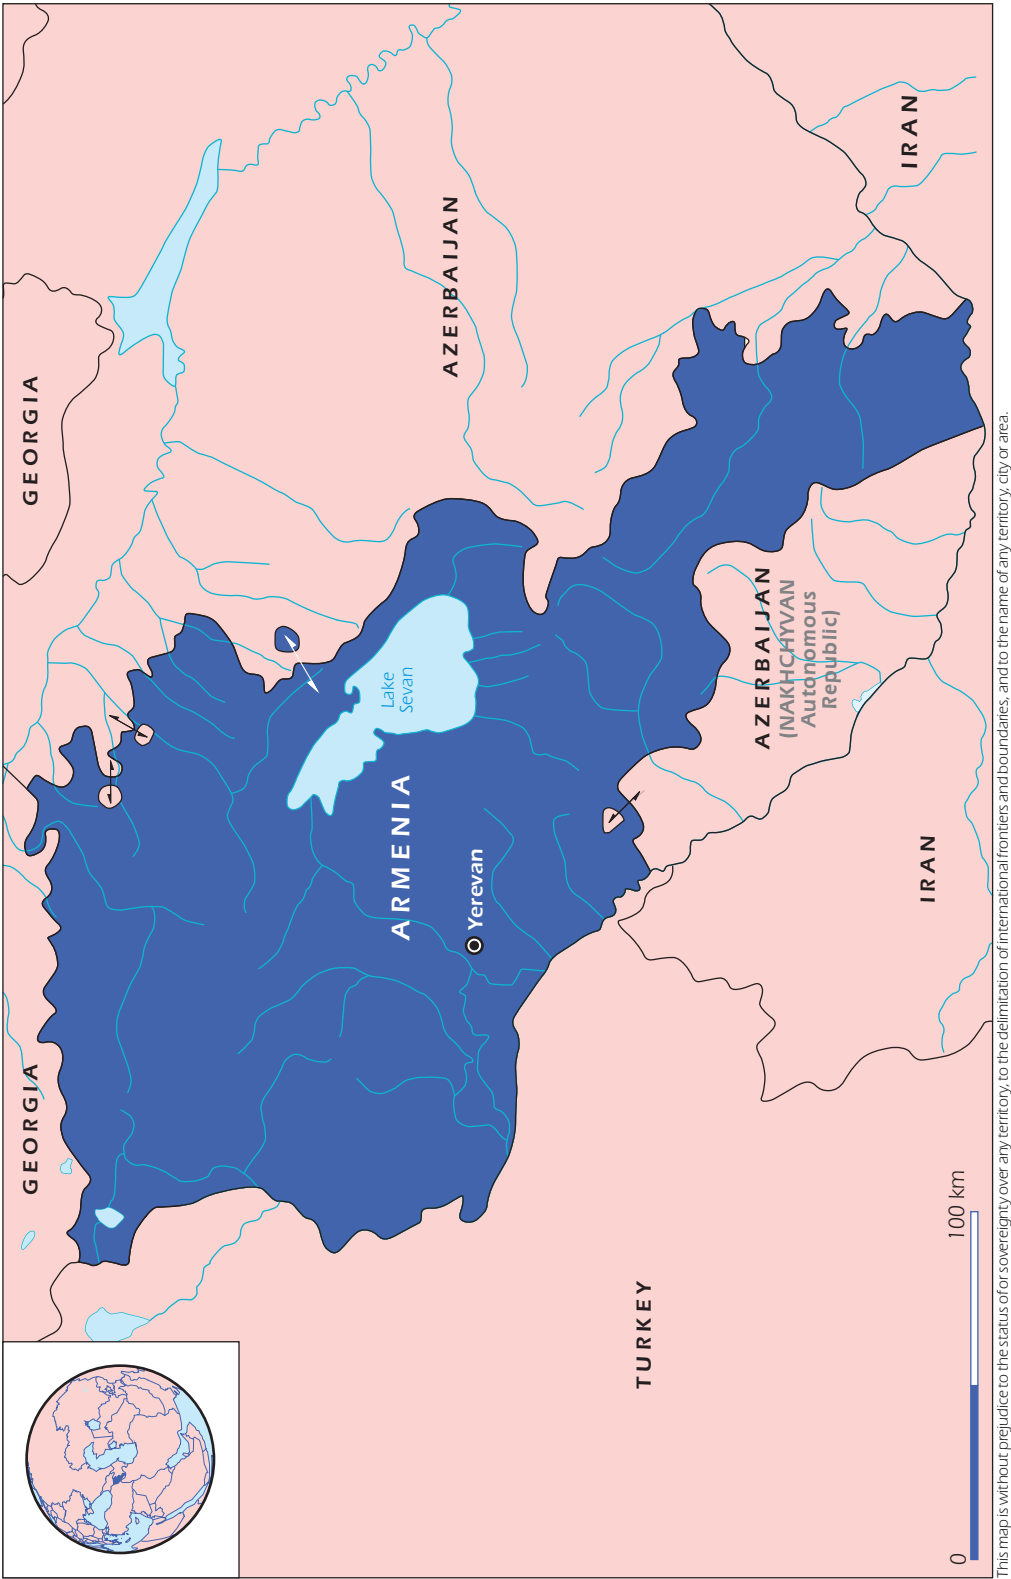 GEORGIA
GEORGIA
AZERBAIJAN
IRAN
Lake
Sevan
ARMENIA
Yerevan
AZERBAIJAN
(NAKHCHYVAN
Autonomous
Republic)
IRAN
TURKEY
0
100 km
This map is without prejudice to the status of or sovereignty over any territory, to the delimitation of international frontiers and boundaries, and to the name of any territory, city or area.